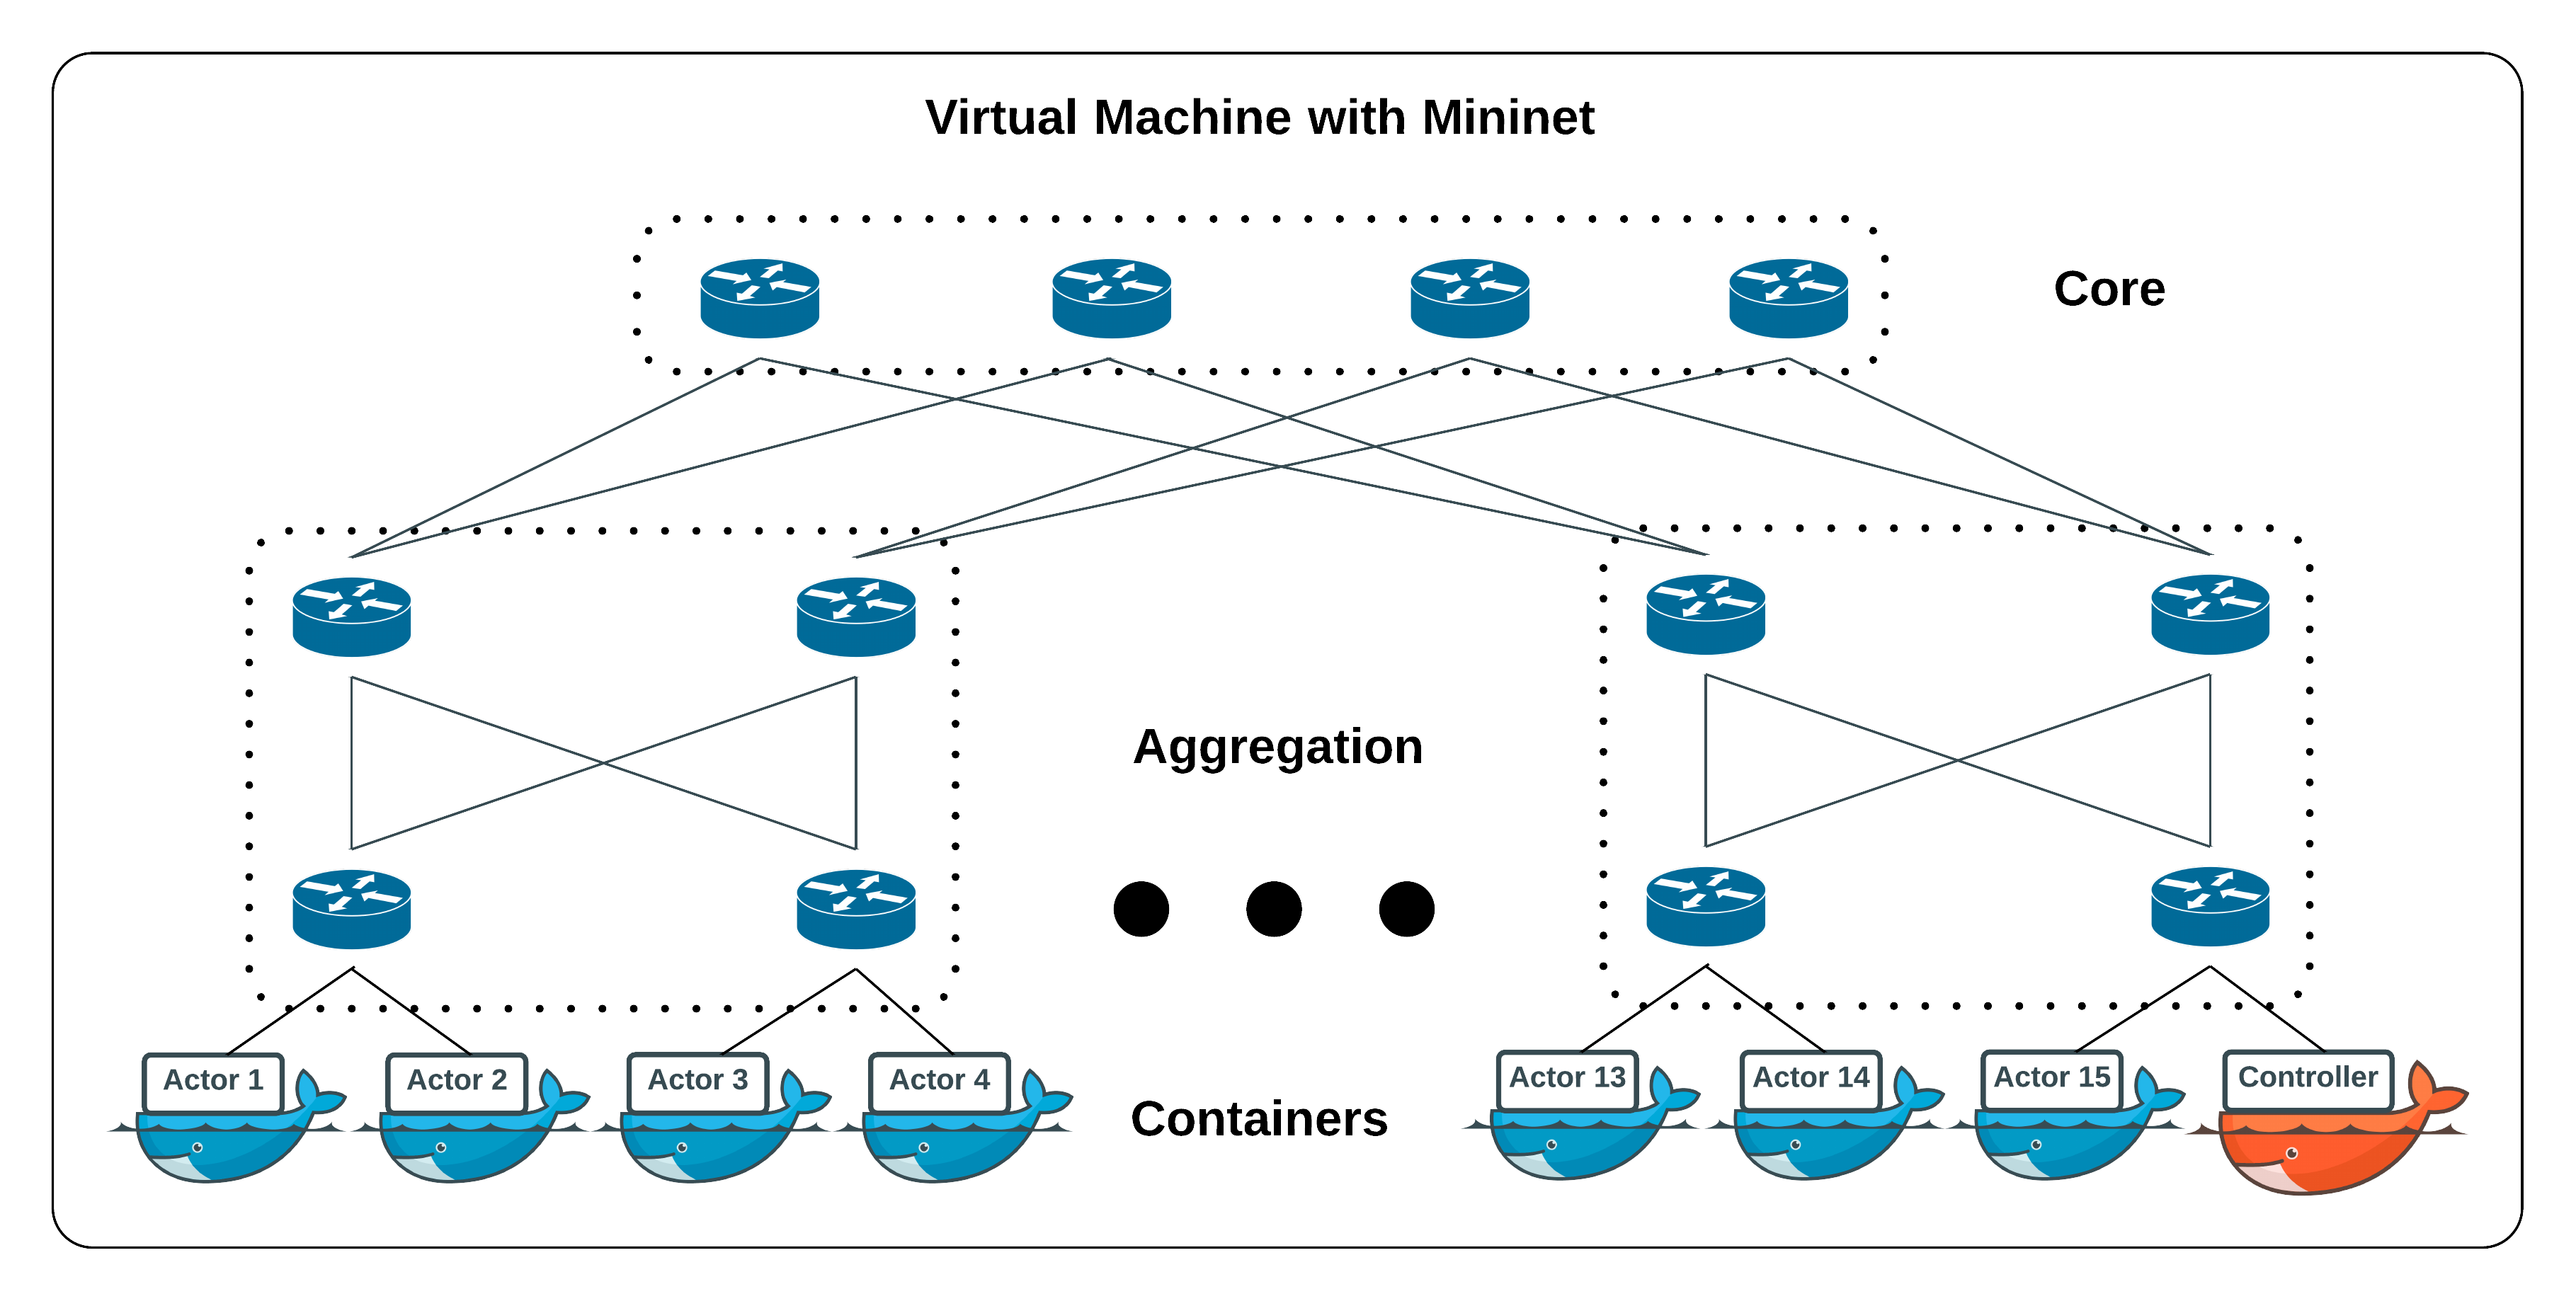 Virtual Machine with Mininet
Core
Aggregation
Actor 1
Actor 2
Actor 3
Actor 4
Containers
Actor 13
Actor 14
Actor 15
Controller